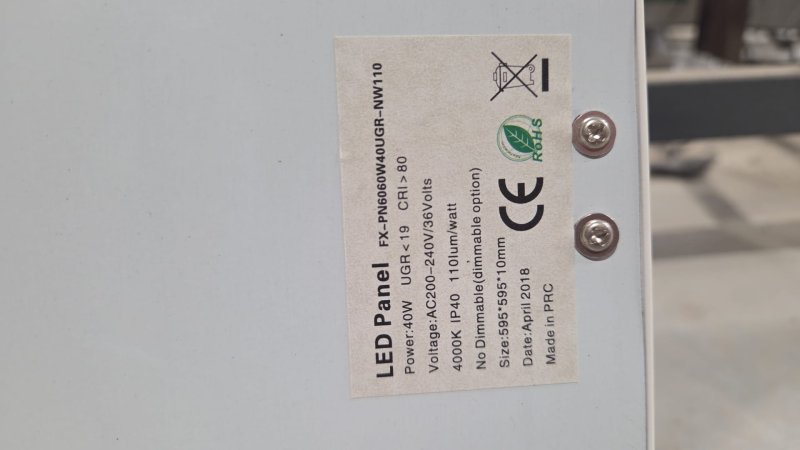 LED Panel FX-PN6060W40UGR-NW110
Power:40W UGR<19 CRI>80
Voltage:AC200-240V/36Volts
4000K IP40 110lum/watt
No Dimmable(dimmable option)
Size:595*595*10mm
Date:April 2018
Made in PRC
CE
RoHS